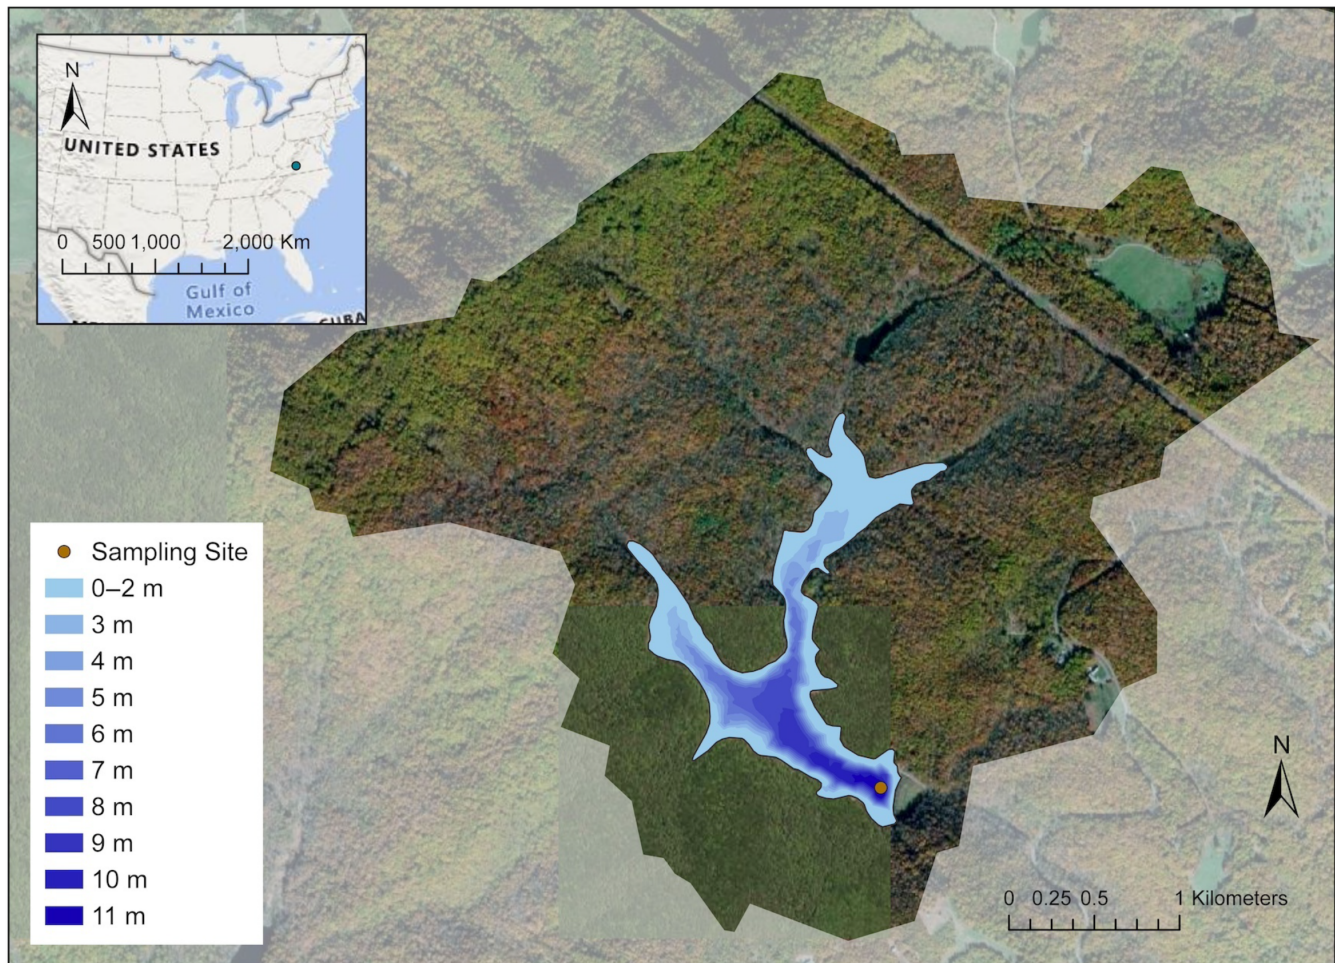 N
UNITED STATES
0 500 1,000 2,000 Km
Gulf of
Mexico
CUBA
Sampling Site
0–2 m
3 m
4 m
5 m
6 m
7 m
8 m
9 m
10 m
11 m
N
0 0.25 0.5 1 Kilometers